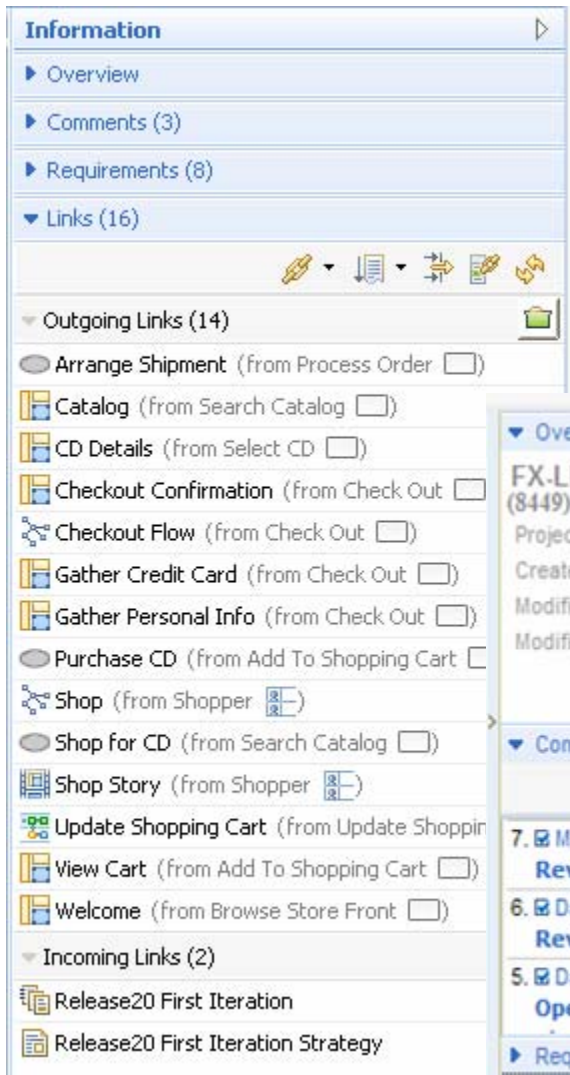 Information
Overview
Comments (3)
Requirements (8)
Links (16)
Outgoing Links (14)
Arrange Shipment (from Process Order )
Catalog (from Search Catalog )
CD Details (from Select CD )
Checkout Confirmation (from Check Out
Checkout Flow (from Check Out )
Gather Credit Card (from Check Out )
Gather Personal Info (from Check Out )
Purchase CD (from Add To Shopping Cart
Shop (from Shopper )
Shop for CD (from Search Catalog )
Shop Story (from Shopper )
Update Shopping Cart (from Update Shoppin
View Cart (from Add To Shopping Cart )
Welcome (from Browse Store Front )
Incoming Links (2)
Release20 First Iteration
Release20 First Iteration Strategy
Ove
FX-L
(8449)
Projec
Create
Modifi
Modifi
Con
7. M
Rev
6. D
Rev
5. D
Ope
Req